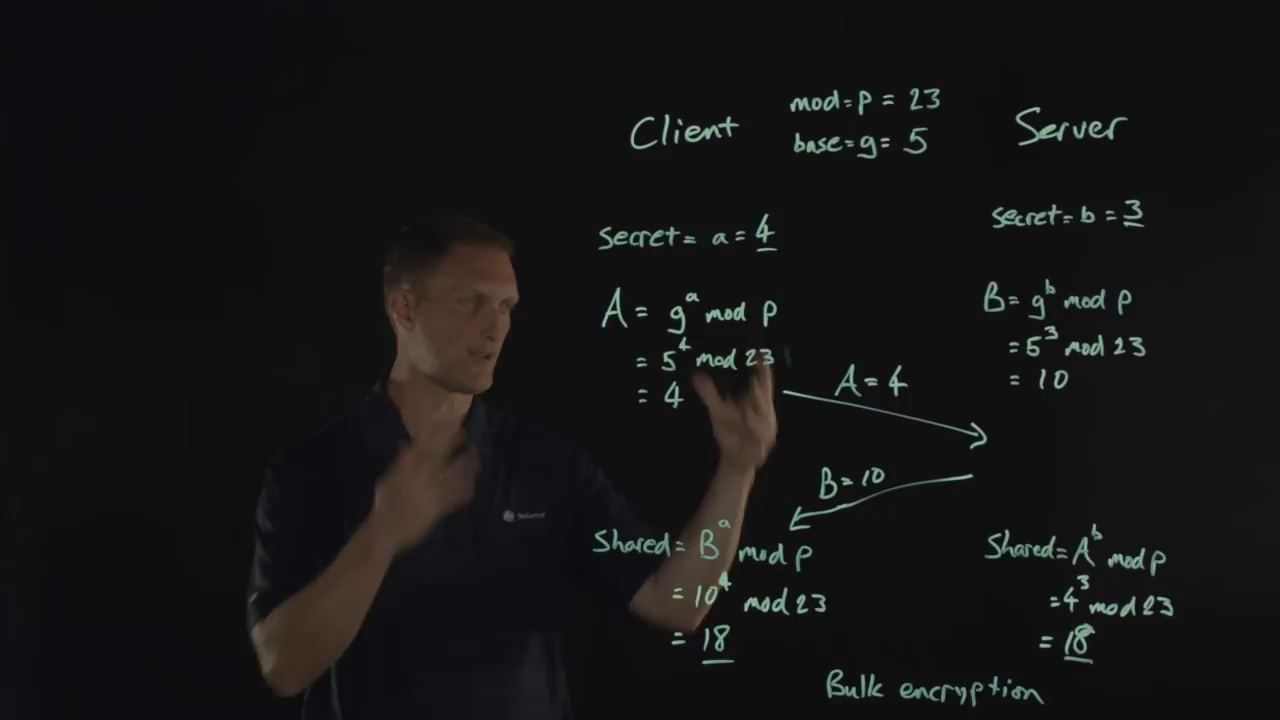 mod=p = 23
base=g= 5
Client
Server
secret= a = 4
A = g^a mod p
= 5^4 mod 23
= 4
secret= b = 3
B= g^b mod p
= 5^3 mod 23
= 10
A = 4
B = 10
Shared= B^a mod p
= 10^4 mod 23
= 18
Shared= A^b mod p
= 4^3 mod 23
= 18
Bulk encryption